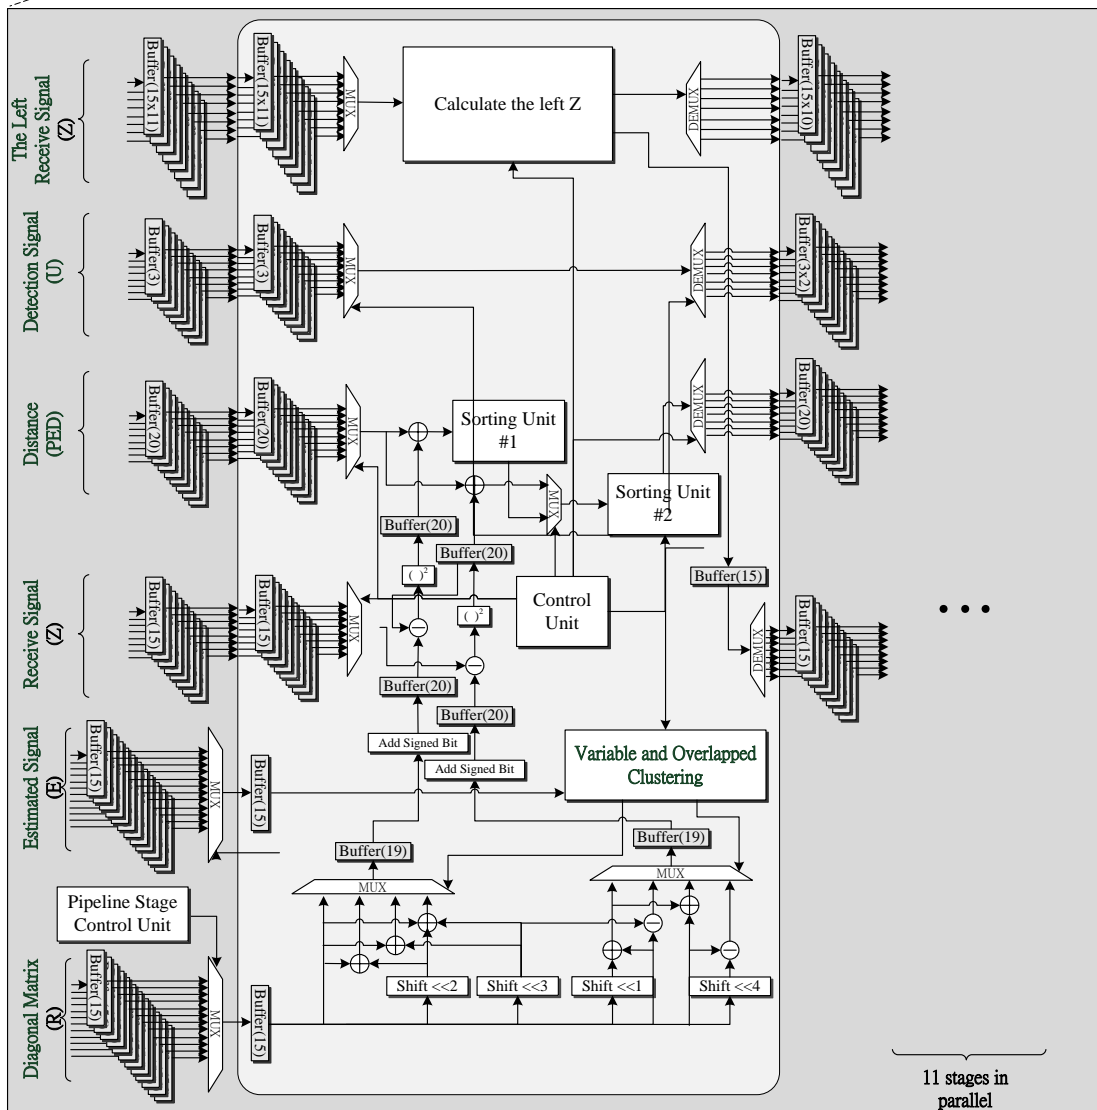 The Left
Receive Signal
(Z)
Buffer(15x11)
Buffer(15x11)
MUX
Calculate the left Z
DEMUX
Buffer(15x10)
Detection Signal
(U)
Buffer(3)
Buffer(3)
MUX
DEMUX
Buffer(3x2)
Distance
(PED)
Buffer(20)
Buffer(20)
MUX
Sorting Unit
#1
DEMUX
Buffer(20)
MUX
Sorting Unit
#2
Buffer(20)
Buffer(20)
( )²
( )²
Control
Unit
Buffer(15)
Receive Signal
(Z)
Buffer(15)
Buffer(15)
MUX
DEMUX
Buffer(15)
• • •
Buffer(20)
Buffer(20)
Add Signed Bit
Add Signed Bit
Variable and Overlapped
Clustering
Estimated Signal
(E)
Buffer(15)
MUX
Buffer(15)
Buffer(19)
Buffer(19)
MUX
MUX
Pipeline Stage
Control Unit
Diagonal Matrix
(R)
Buffer(15)
MUX
Buffer(15)
Shift <<2
Shift <<3
Shift <<1
Shift <<4
11 stages in
parallel